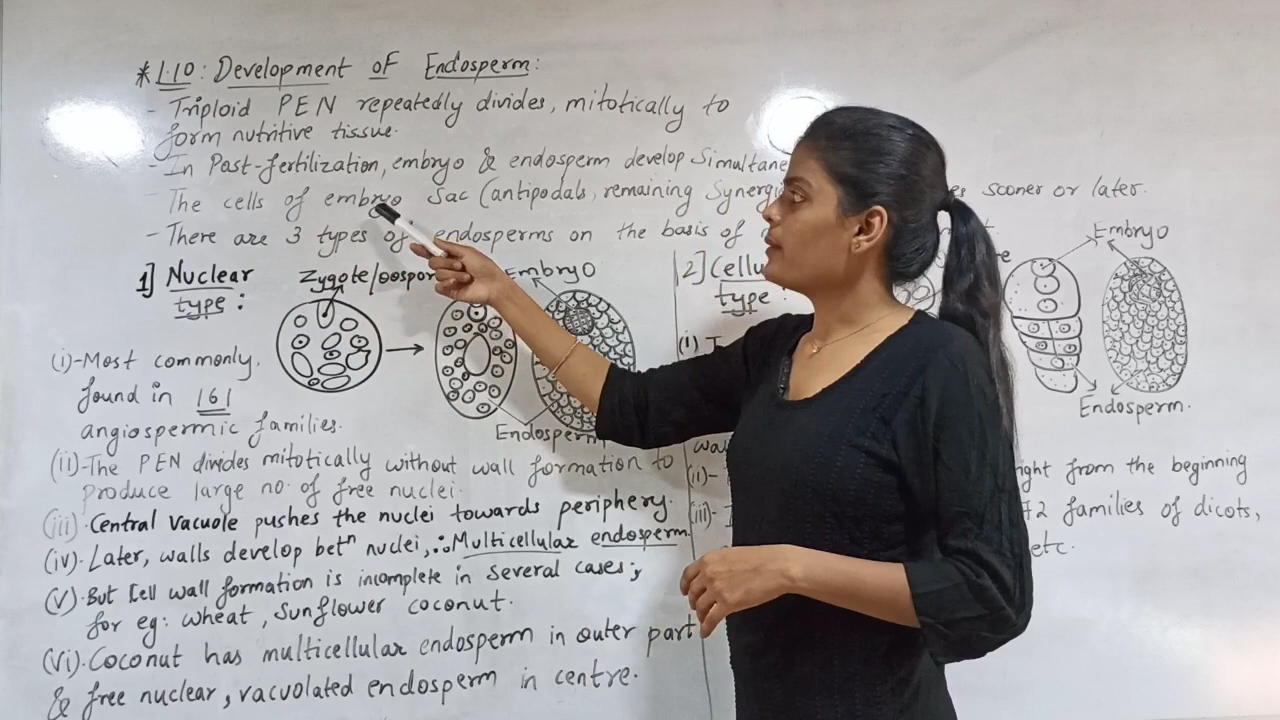 * 1.10 : Development of Endosperm :
- Triploid PEN repeatedly divides, mitotically to
form nutritive tissue.
- In Post-fertilization, embryo & endosperm develop simultane
- The cells of embryo sac (antipodals, remaining synergi
sooner or later.
- There are 3 types of endosperms on the basis of
1] Nuclear
type :
Zygote/oospor
Embryo
Endosperm
(i)- Most commonly
found in 161
angiospermic families.
(ii)- The PEN divides mitotically without wall formation to
produce large no. of free nuclei.
(iii). Central vacuole pushes the nuclei towards periphery.
(iv). Later, walls develop betⁿ nuclei, ∴ Multicellular endosperm
(v). But cell wall formation is incomplete in several cases;
for eg: wheat, sunflower coconut.
(vi). Coconut has multicellular endosperm in outer part
& free nuclear, vacuolated endosperm in centre.
2] Cellu
type :
Embryo
Endosperm.
(i)
(ii)-
right from the beginning
(iii)-
72 families of dicots,
etc.